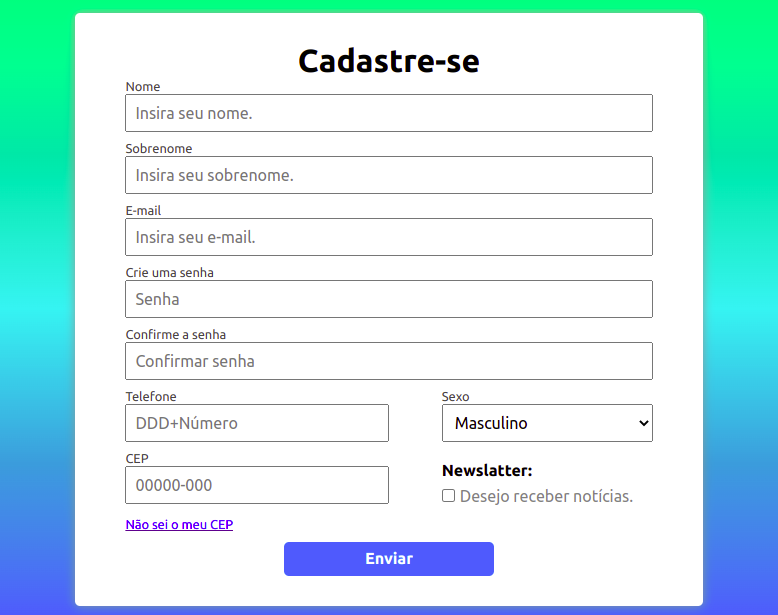 Cadastre-se
Nome
Insira seu nome.
Sobrenome
Insira seu sobrenome.
E-mail
Insira seu e-mail.
Crie uma senha
Senha
Confirme a senha
Confirmar senha
Telefone
DDD+Número
Sexo
Masculino
CEP
00000-000
Newslatter:
Desejo receber notícias.
Não sei o meu CEP
Enviar